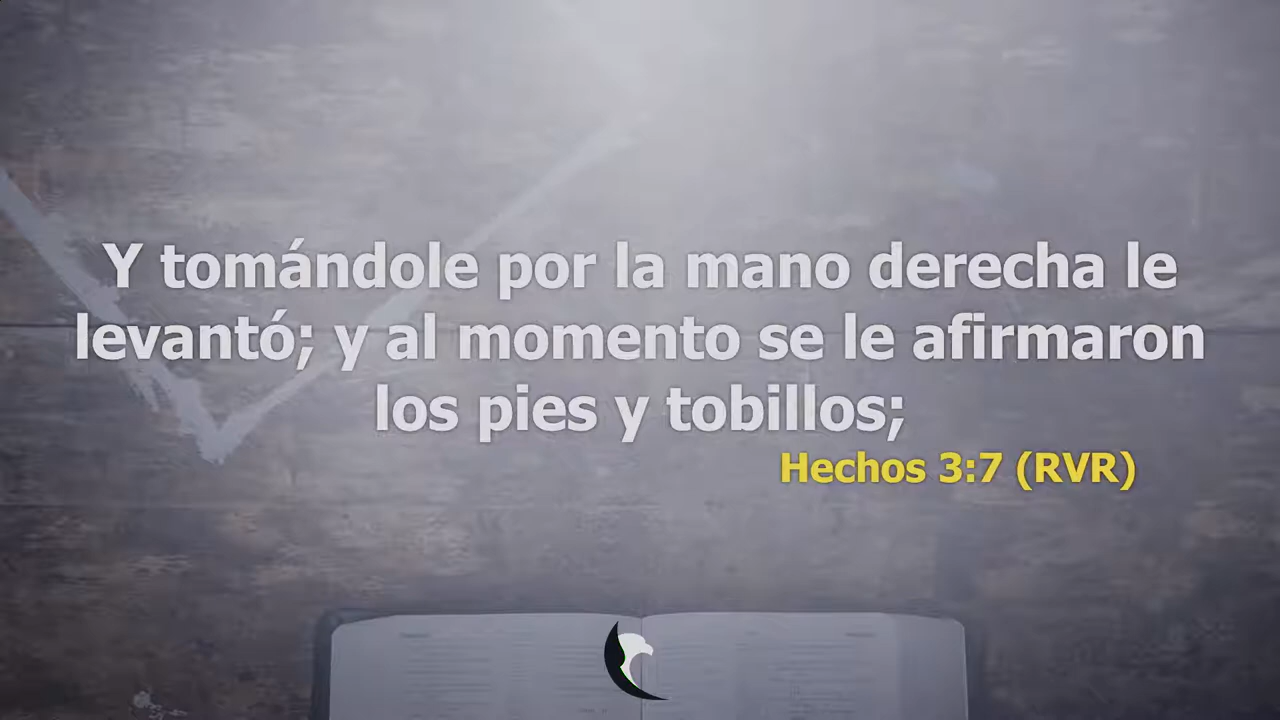 Y tomándole por la mano derecha le
levantó; y al momento se le afirmaron
los pies y tobillos;
Hechos 3:7 (RVR)